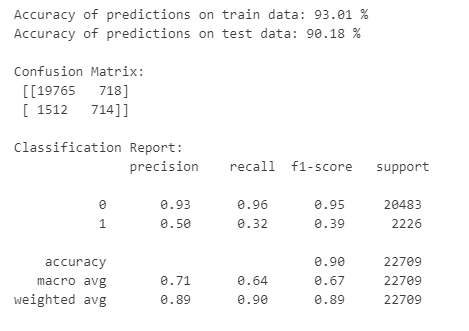 Accuracy of predictions on train data: 93.01 %
Accuracy of predictions on test data: 90.18 %
Confusion Matrix:
[[19765 718]
[ 1512 714]]
Classification Report:
precision recall f1-score support
0 0.93 0.96 0.95 20483
1 0.50 0.32 0.39 2226
accuracy 0.90 22709
macro avg 0.71 0.64 0.67 22709
weighted avg 0.89 0.90 0.89 22709